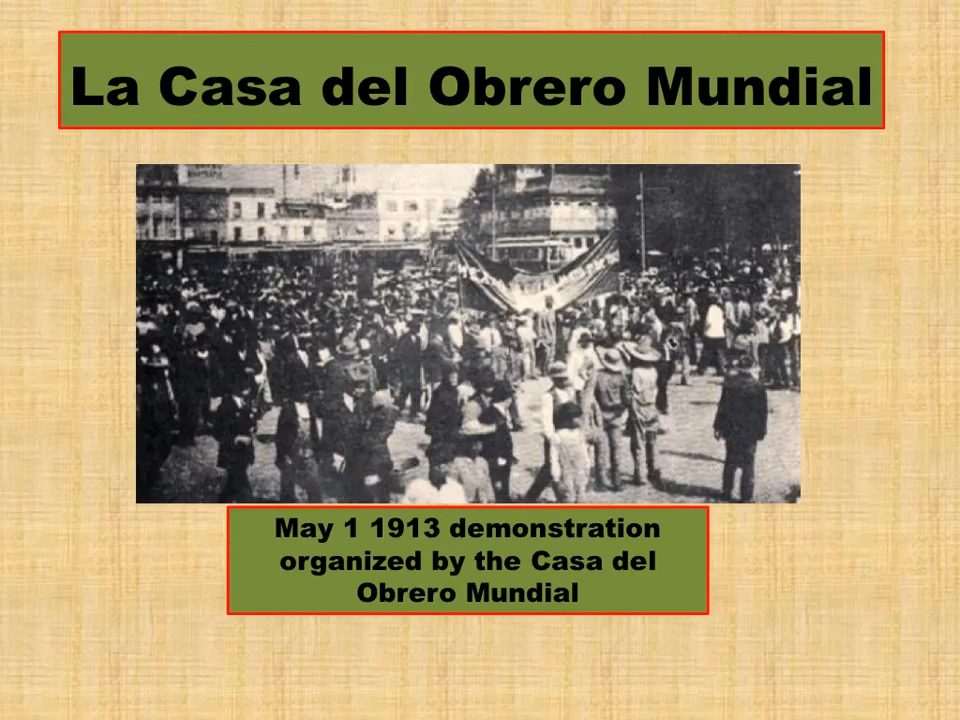 La Casa del Obrero Mundial
May 1 1913 demonstration
organized by the Casa del
Obrero Mundial